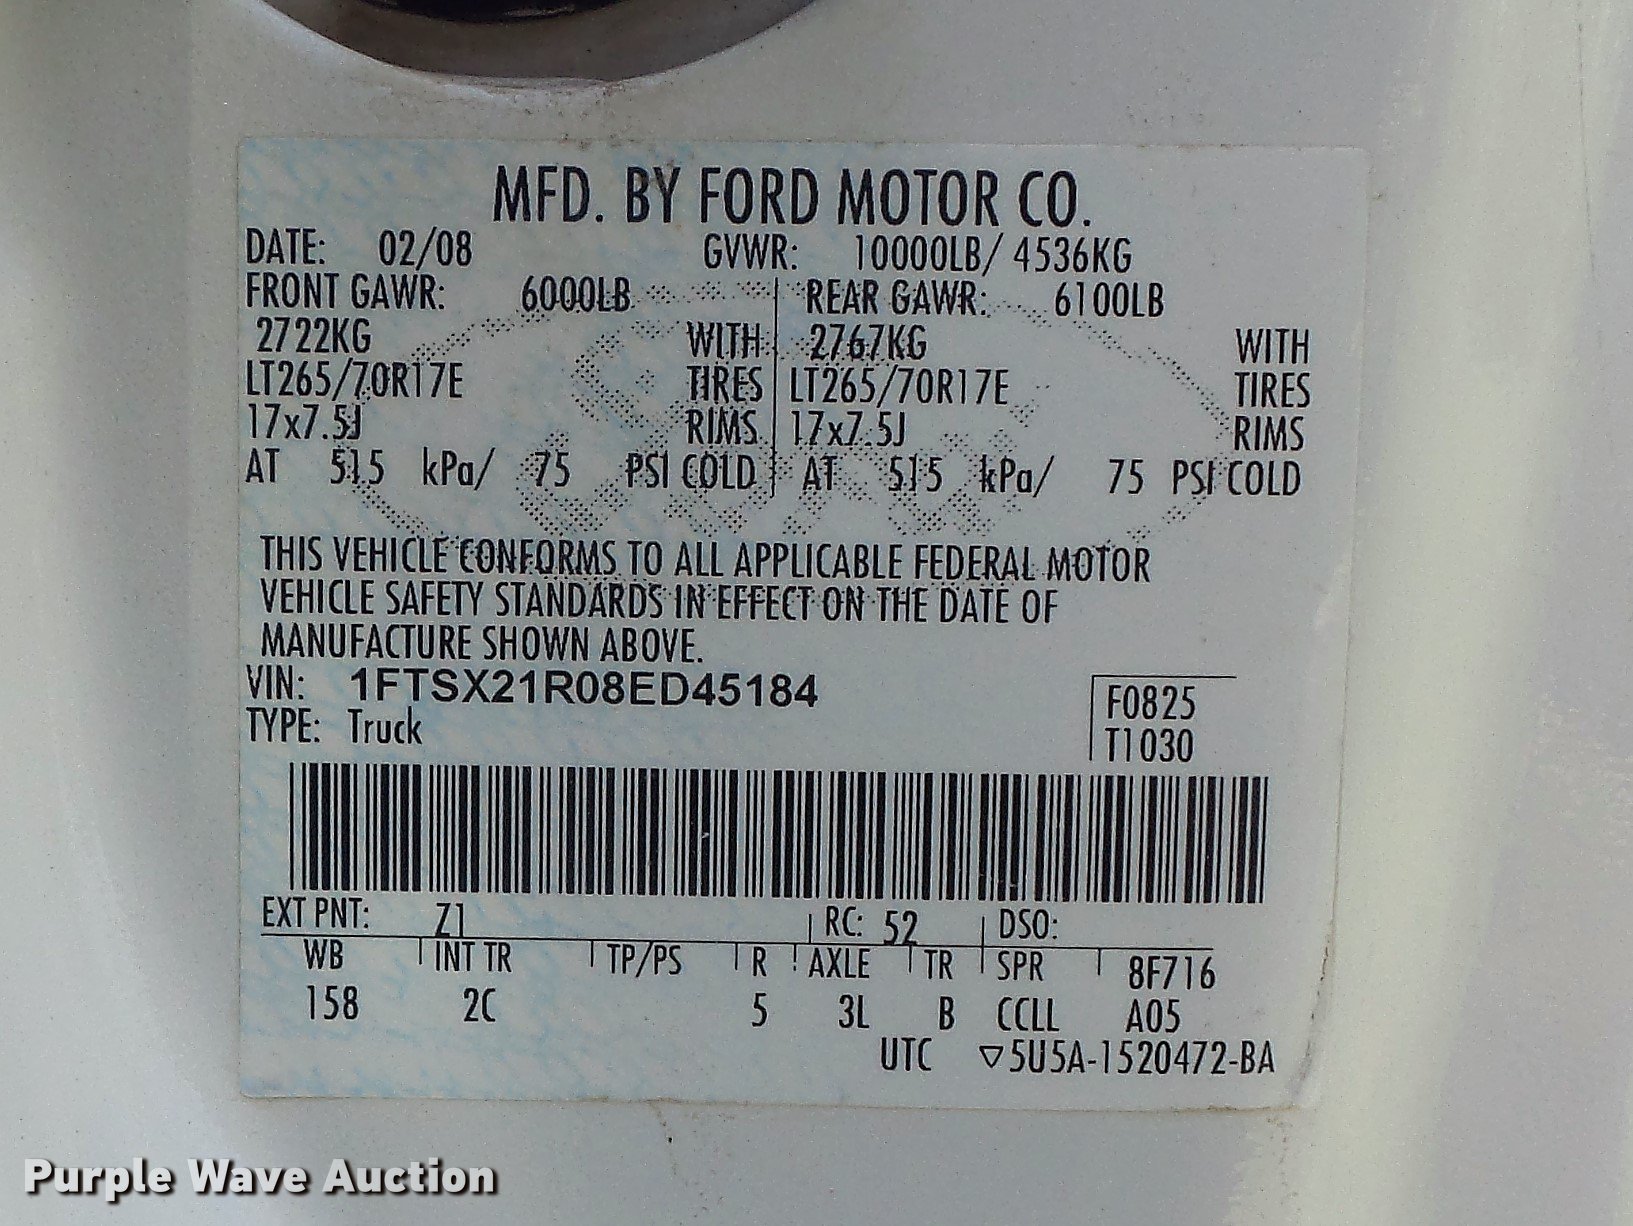 MFD. BY FORD MOTOR CO.
DATE: 02/08 GVWR: 10000LB/ 4536KG
FRONT GAWR: 6000LB REAR GAWR: 6100LB
2722KG WITH 2767KG WITH
LT265/70R17E TIRES LT265/70R17E TIRES
17x7.5J RIMS 17x7.5J RIMS
AT 515 kPa/ 75 PSI COLD AT 515 kPa/ 75 PSI COLD
THIS VEHICLE CONFORMS TO ALL APPLICABLE FEDERAL MOTOR
VEHICLE SAFETY STANDARDS IN EFFECT ON THE DATE OF
MANUFACTURE SHOWN ABOVE.
VIN: 1FTSX21R08ED45184 F0825
TYPE: Truck T1030
EXT PNT: Z1 RC: 52 DSO:
WB INT TR TP/PS R AXLE TR SPR 8F716
158 2C 5 3L B CCLL A05
UTC ▽5U5A-1520472-BA
Purple Wave Auction